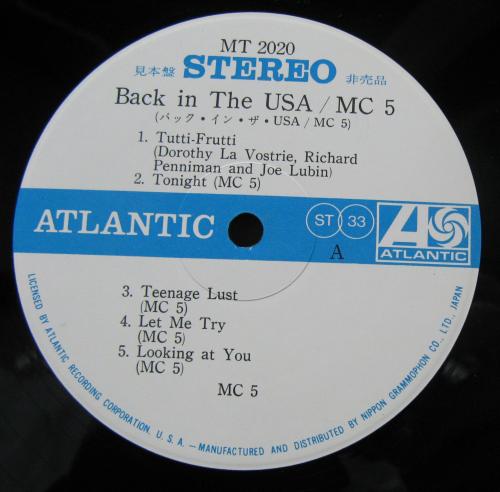 MT 2020
見本盤 STEREO 非売品
Back in The USA / MC 5
(バック・イン・ザ・USA / MC 5)
1. Tutti-Frutti
(Dorothy La Vostrie, Richard
Penniman and Joe Lubin)
2. Tonight (MC 5)
ATLANTIC
ST 33
A
ATLANTIC
3. Teenage Lust
(MC 5)
4. Let Me Try
(MC 5)
5. Looking at You
(MC 5)
MC 5
LICENSED BY ATLANTIC RECORDING CORPORATION, U. S. A. — MANUFACTURED AND DISTRIBUTED BY NIPPON GRAMMOPHON CO., LTD., JAPAN